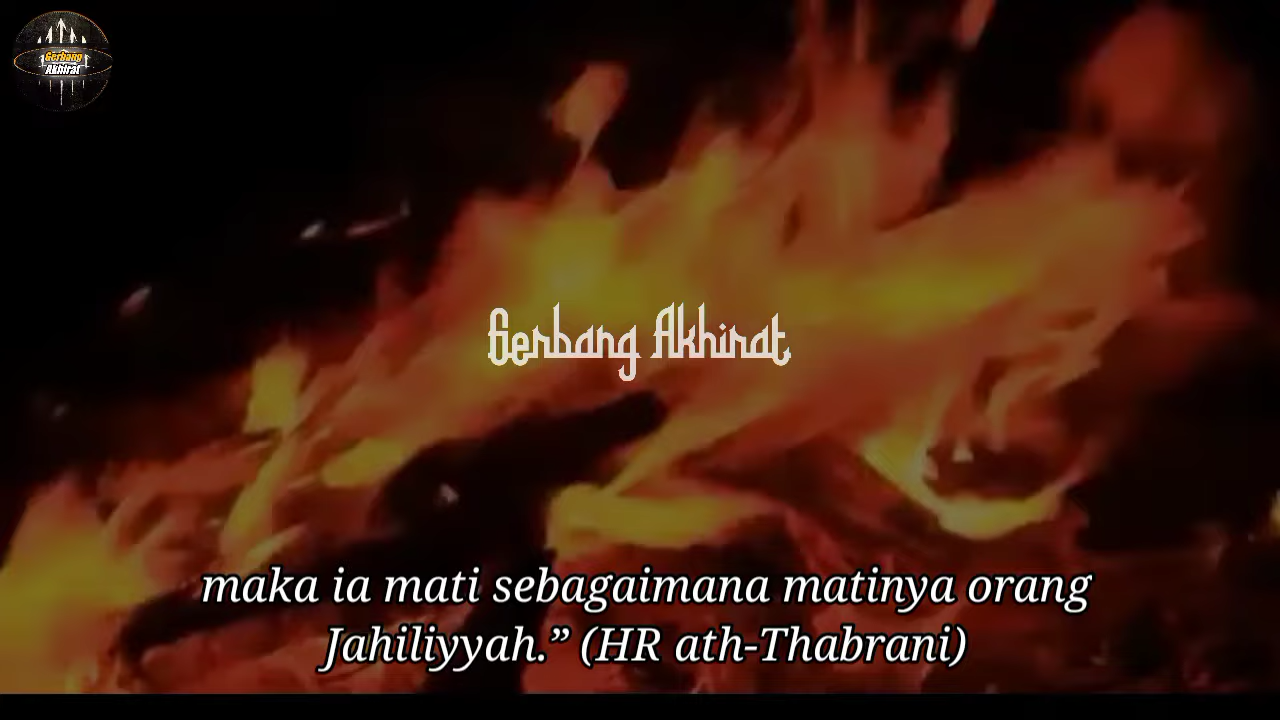 Gerbang
Akhirat
Gerbang Akhirat
maka ia mati sebagaimana matinya orang
Jahiliyyah.” (HR ath-Thabrani)